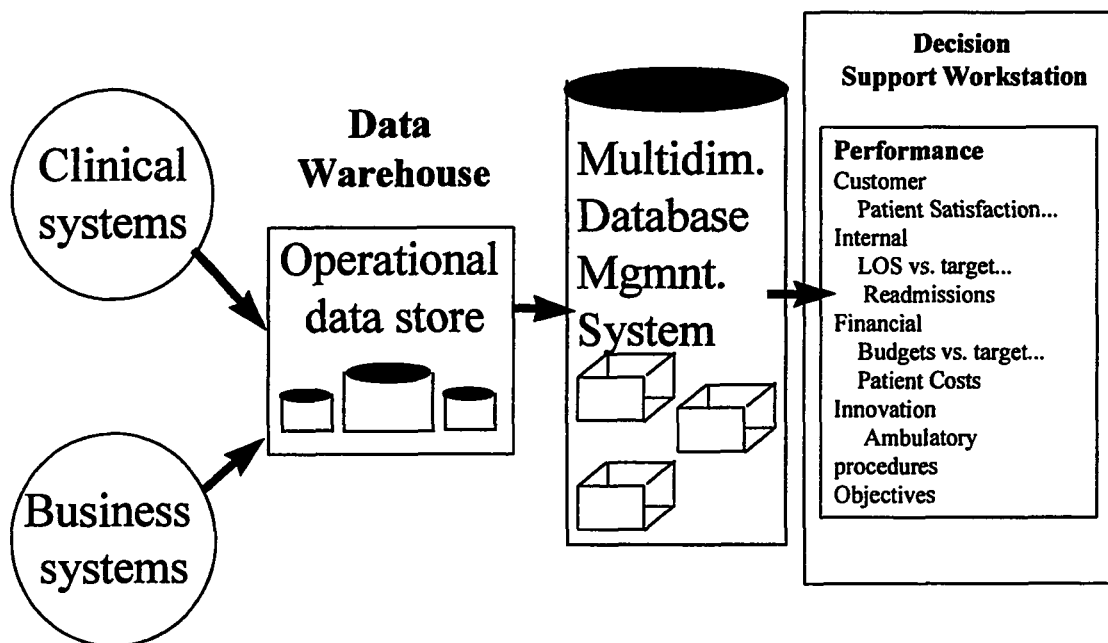 Clinical
systems
Business
systems
Data
Warehouse
Operational
data store
Multidim.
Database
Mgmnt.
System
Decision
Support Workstation
Performance
Customer
Patient Satisfaction...
Internal
LOS vs. target...
Readmissions
Financial
Budgets vs. target...
Patient Costs
Innovation
Ambulatory
procedures
Objectives